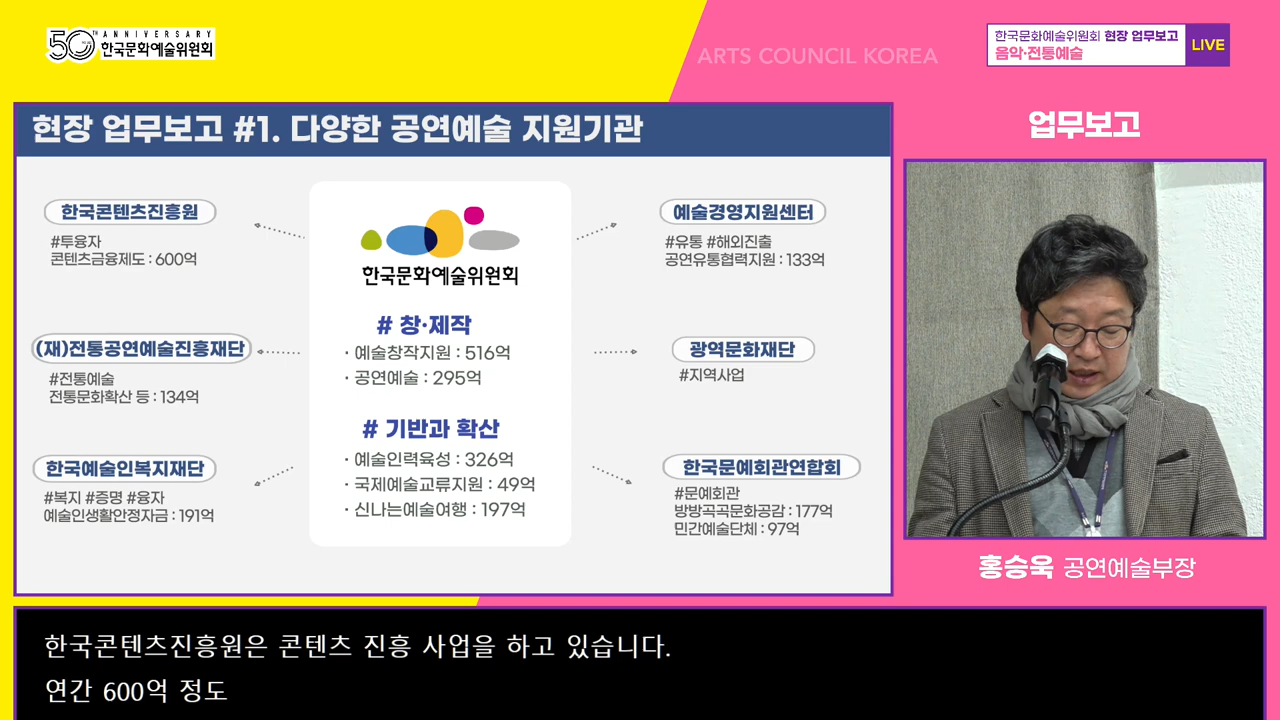 50TH ANNIVERSARY
한국문화예술위원회
ARTS COUNCIL KOREA
한국문화예술위원회 현장 업무보고
음악·전통예술
LIVE
현장 업무보고 #1. 다양한 공연예술 지원기관
한국콘텐츠진흥원
#투융자
콘텐츠금융제도 : 600억
(재)전통공연예술진흥재단
#전통예술
전통문화확산 등 : 134억
한국예술인복지재단
#복지 #증명 #융자
예술인생활안정자금 : 191억
한국문화예술위원회
# 창·제작
· 예술창작지원 : 516억
· 공연예술 : 295억
# 기반과 확산
· 예술인력육성 : 326억
· 국제예술교류지원 : 49억
· 신나는예술여행 : 197억
예술경영지원센터
#유통 #해외진출
공연유통협력지원 : 133억
광역문화재단
#지역사업
한국문예회관연합회
#문예회관
방방곡곡문화공감 : 177억
민간예술단체 : 97억
업무보고
홍승욱 공연예술부장
한국콘텐츠진흥원은 콘텐츠 진흥 사업을 하고 있습니다.
연간 600억 정도